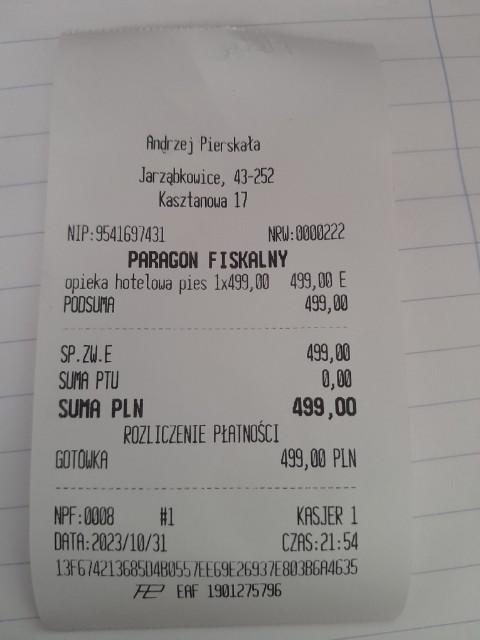 Andrzej Pierskała
Jarząbkowice, 43-252
Kasztanowa 17
NIP:9541697431 NRW:0000222
PARAGON FISKALNY
opieka hotelowa pies 1x499,00 499,00 E
PODSUMA 499,00
SP.ZW.E 499,00
SUMA PTU 0,00
SUMA PLN 499,00
ROZLICZENIE PŁATNOŚCI
GOTÓWKA 499,00 PLN
NPF:0008 #1 KASJER 1
DATA:2023/10/31 CZAS:21:54
13F674213685D4B0557EE69E26937E803B6A4635
EAF 1901275796